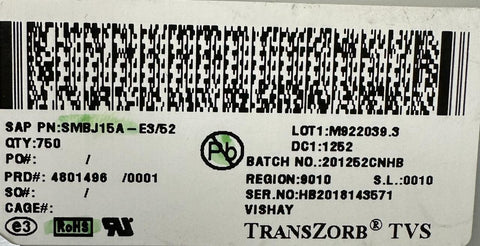 SAP PN:SMBJ15A-E3/52
QTY:750
PO#: /
PRD#: 4801496 /0001
SO#: /
CAGE#:
e3 RoHS
Pb
LOT1:M922039.3
DC1:1252
BATCH NO.:201252CNHB
REGION:9010 S.L.:0010
SER.NO:HB2018143571
VISHAY
TRANSZORB® TVS